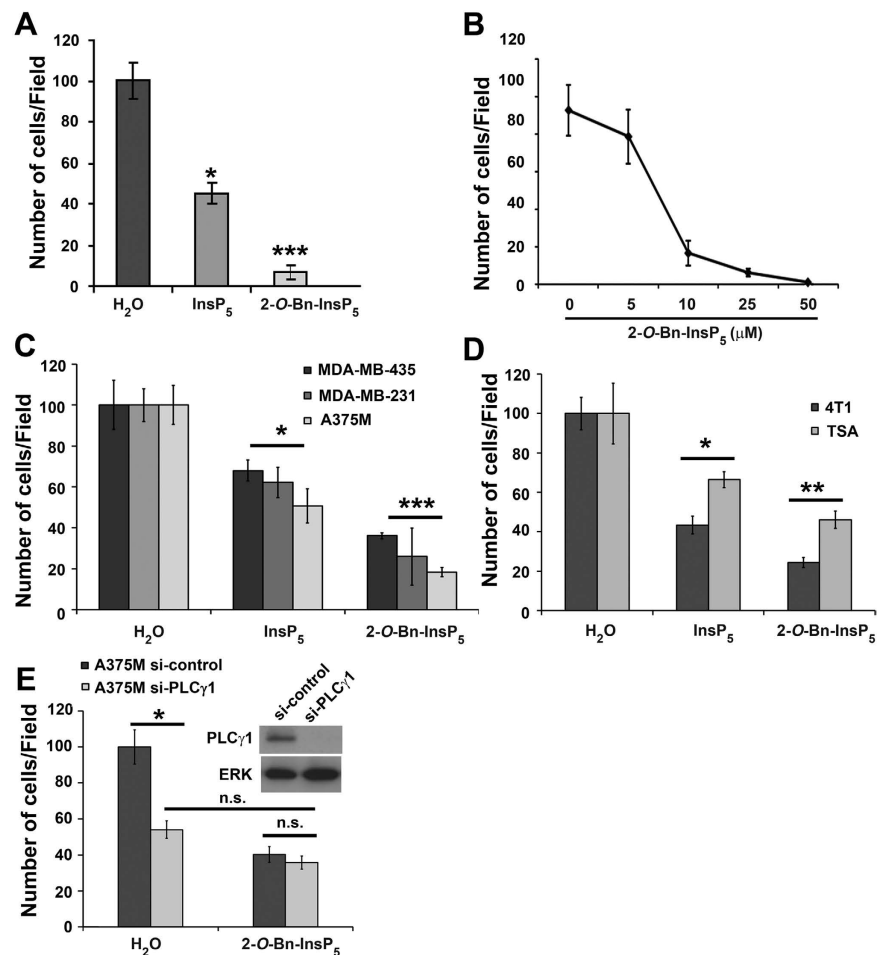 A
Number of cells/Field
120
100
80
60
40
20
0
*
***
H₂O InsP₅ 2-O-Bn-InsP₅
B
Number of cells/Field
120
100
80
60
40
20
0
0 5 10 25 50
2-O-Bn-InsP₅ (µM)
C
Number of cells/Field
120
100
80
60
40
20
0
MDA-MB-435
MDA-MB-231
A375M
*
***
H₂O InsP₅ 2-O-Bn-InsP₅
D
Number of cells/Field
120
100
80
60
40
20
0
4T1
TSA
*
**
H₂O InsP₅ 2-O-Bn-InsP₅
E
A375M si-control
A375M si-PLCγ1
Number of cells/Field
120
100
80
60
40
20
0
*
si-control
si-PLCγ1
PLCγ1
ERK
n.s.
n.s.
H₂O 2-O-Bn-InsP₅